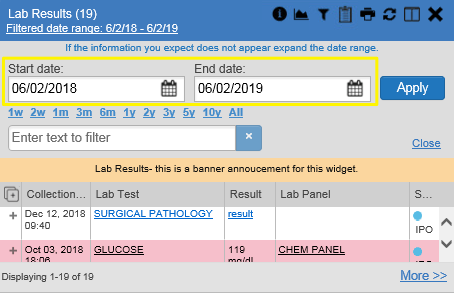 Lab Results (19)
Filtered date range: 6/2/18 - 6/2/19
If the information you expect does not appear expand the date range.
Start date: End date:
06/02/2018 06/02/2019 Apply
1w 2w 1m 3m 6m 1y 2y 3y 5y 10y All
Enter text to filter × Close
Lab Results- this is a banner annoucement for this widget.
Collection... Lab Test Result Lab Panel S...
Dec 12, 2018 SURGICAL PATHOLOGY result
09:40 IPO
Oct 03, 2018 GLUCOSE 119 CHEM PANEL
18:06 mg/dl IPO
Displaying 1-19 of 19 More >>